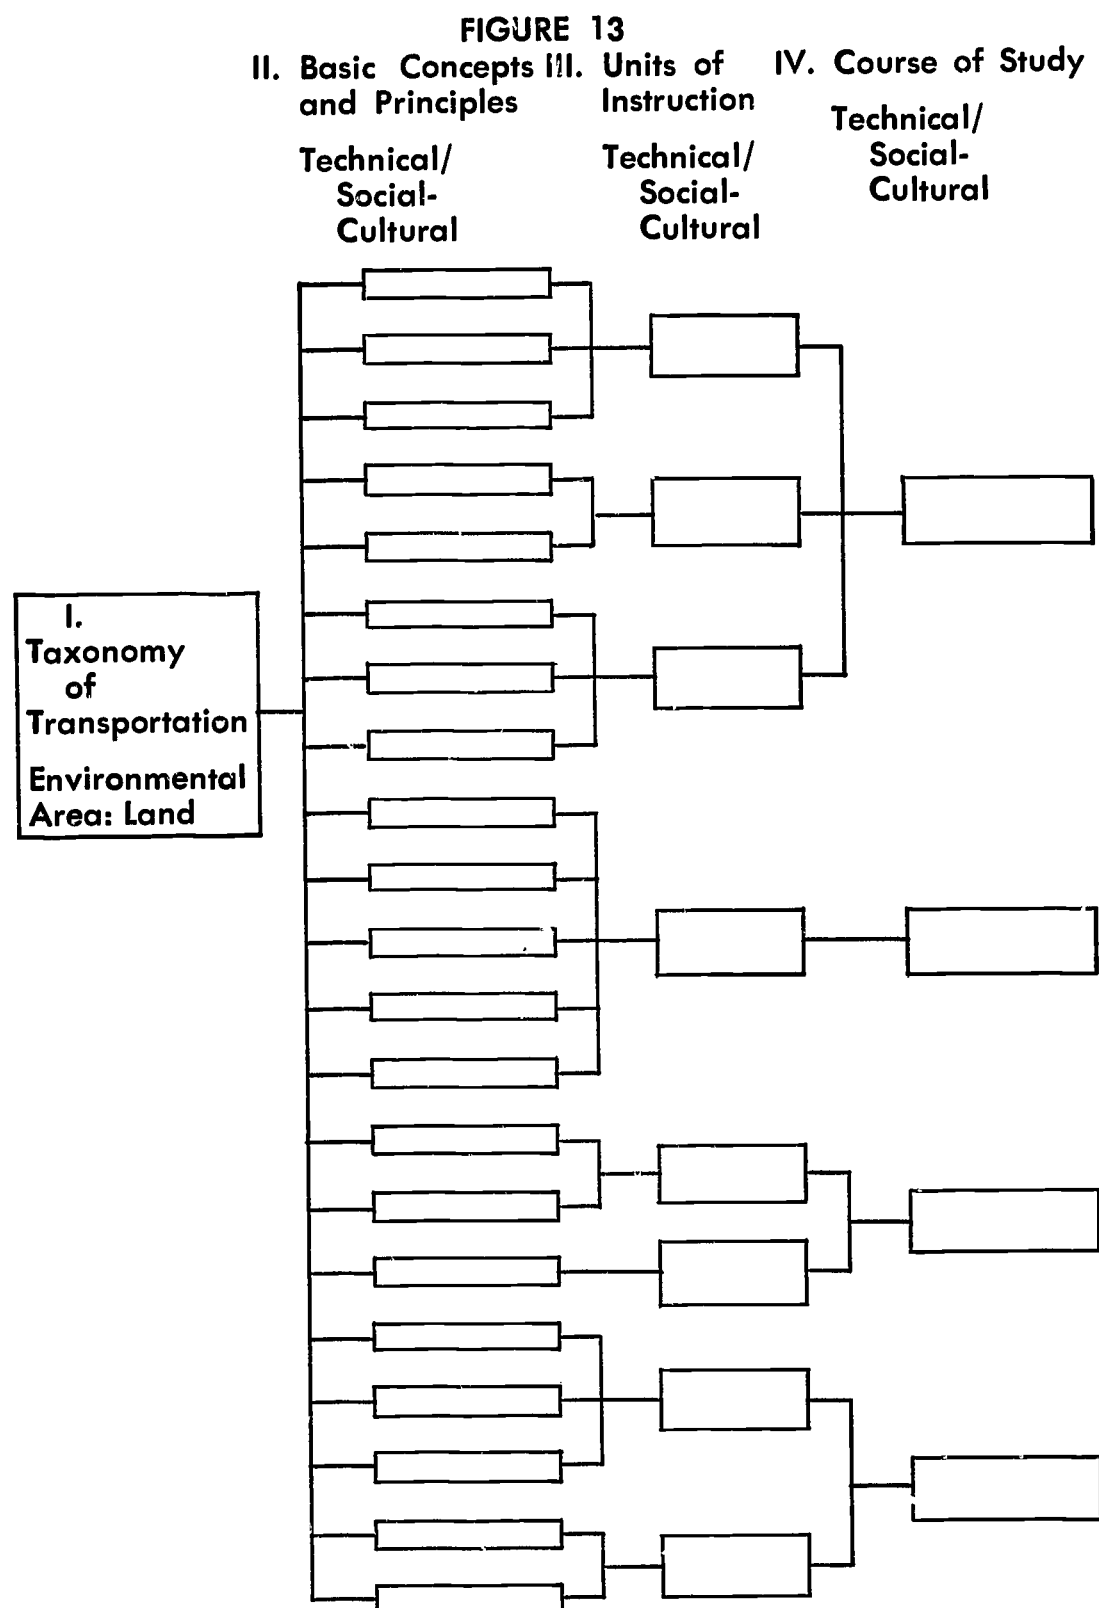 FIGURE 13
II. Basic Concepts
and Principles
Technical/
Social-
Cultural
III. Units of
Instruction
Technical/
Social-
Cultural
IV. Course of Study
Technical/
Social-
Cultural
I.
Taxonomy
of
Transportation
Environmental
Area: Land